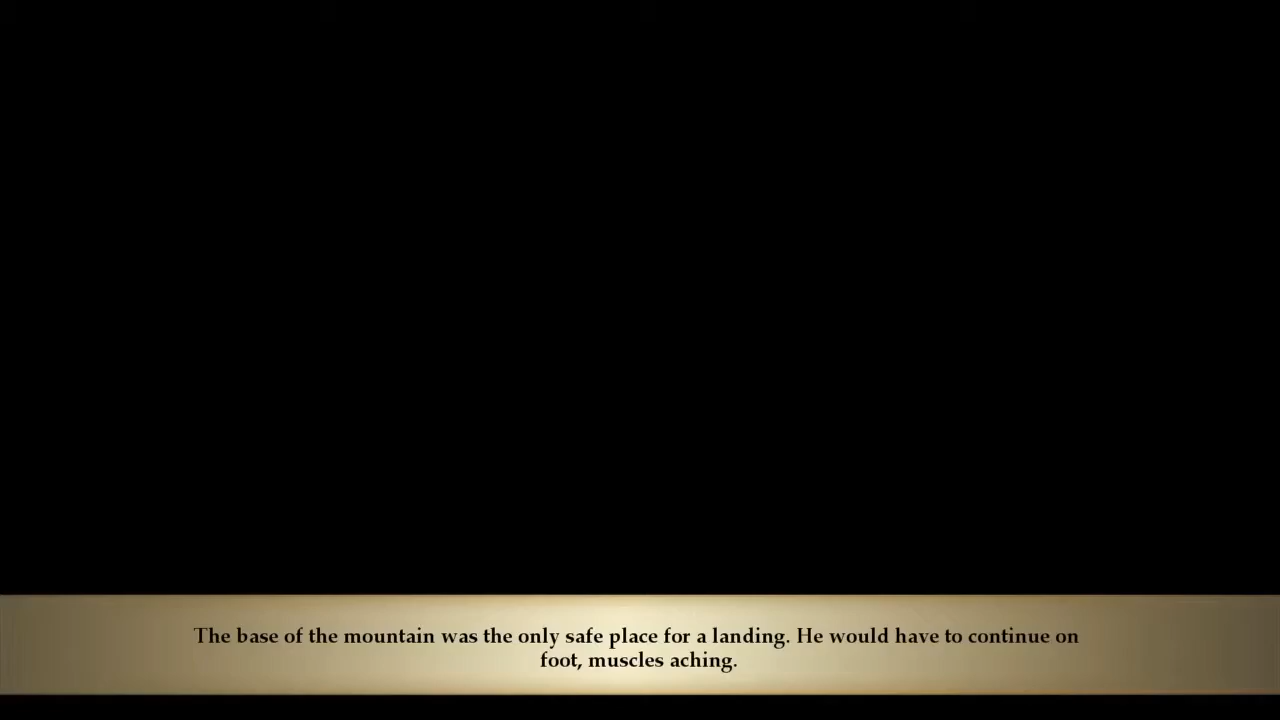 The base of the mountain was the only safe place for a landing. He would have to continue on
foot, muscles aching.